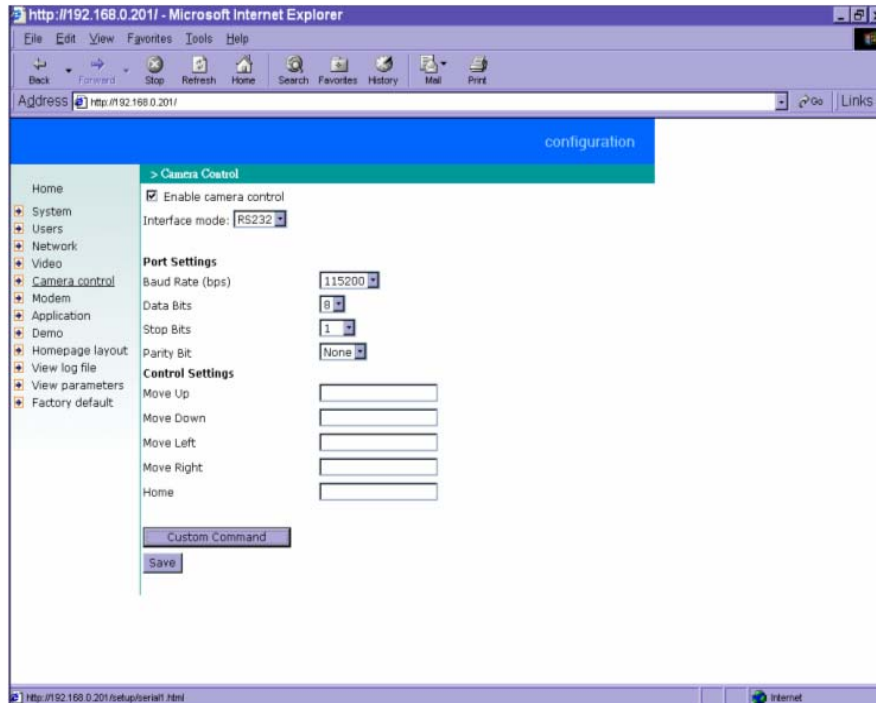 http://192.168.0.201/ - Microsoft Internet Explorer
File Edit View Favorites Tools Help
Back Forward Stop Refresh Home Search Favorites History Mail Print
Address http://192.168.0.201/ Go Links
configuration
> Camera Control
Home
System
Users
Network
Video
Camera control
Modem
Application
Demo
Homepage layout
View log file
View parameters
Factory default
Enable camera control
Interface mode: RS232
Port Settings
Baud Rate (bps) 115200
Data Bits 8
Stop Bits 1
Parity Bit None
Control Settings
Move Up
Move Down
Move Left
Move Right
Home
Custom Command
Save
http://192.168.0.201/setup/serial1.html Internet